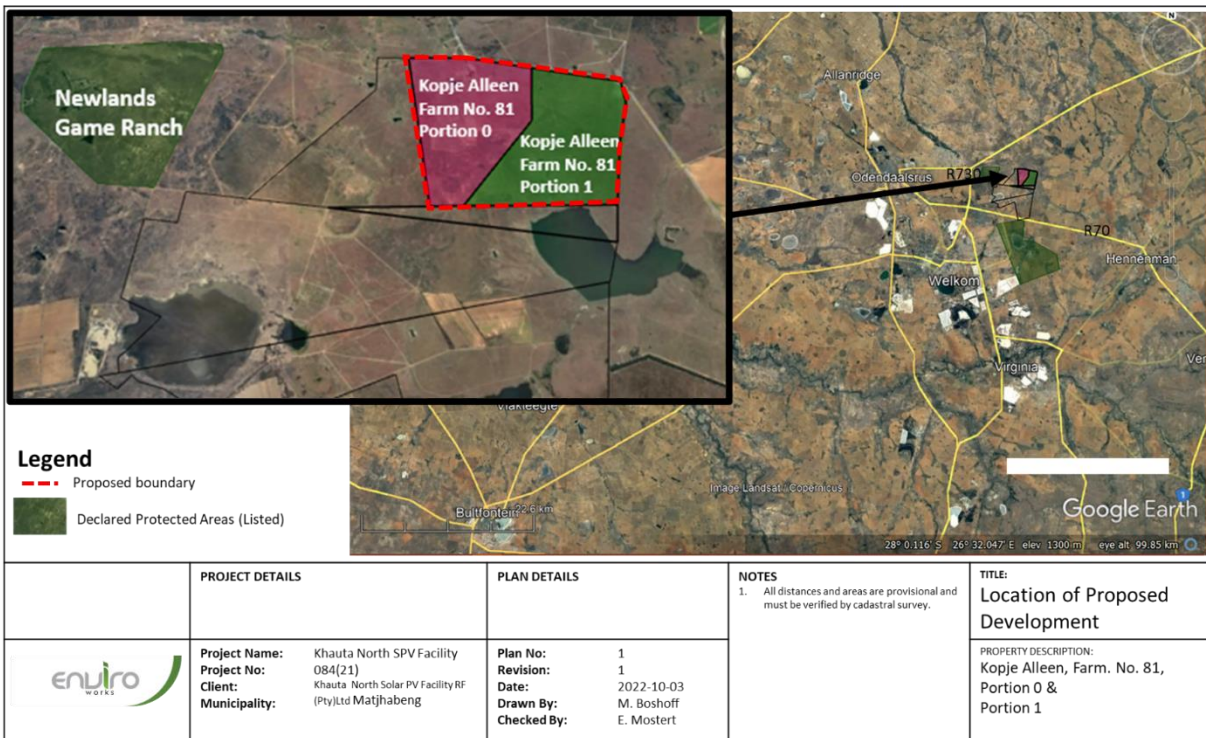 Newlands
Game Ranch
Kopje Alleen
Farm No. 81
Portion 0
Kopje Alleen
Farm No. 81
Portion 1
N
Allanridge
Odendaalsrus
R730
R70
Hennenman
Welkom
Virginia
Bultfontein
22.6 km
Image Landsat / Copernicus
1
Google Earth
28° 0.116' S 26° 32.047' E elev 1300 m eye alt 99.85 km
Legend
Proposed boundary
Declared Protected Areas (Listed)
PROJECT DETAILS
Project Name: Khauta North SPV Facility
Project No: 084(21)
Client: Khauta North Solar PV Facility RF
Municipality: (Pty)Ltd Matjhabeng
PLAN DETAILS
Plan No: 1
Revision: 1
Date: 2022-10-03
Drawn By: M. Boshoff
Checked By: E. Mostert
NOTES
1. All distances and areas are provisional and
must be verified by cadastral survey.
TITLE:
Location of Proposed
Development
PROPERTY DESCRIPTION:
Kopje Alleen, Farm. No. 81,
Portion 0 &
Portion 1
enviro
works